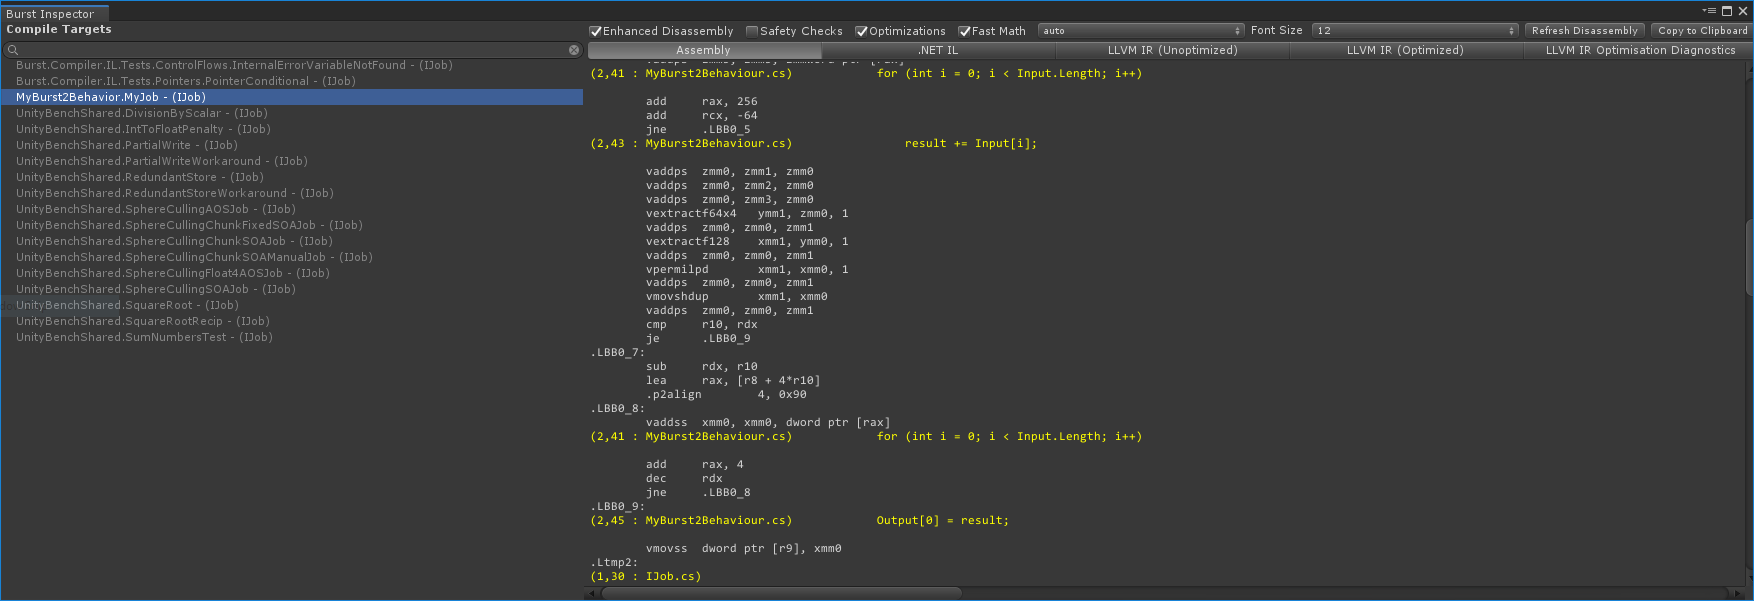 Burst Inspector
Compile Targets
Enhanced Disassembly Safety Checks Optimizations Fast Math auto Font Size 12 Refresh Disassembly Copy to Clipboard
Assembly .NET IL LLVM IR (Unoptimized) LLVM IR (Optimized) LLVM IR Optimisation Diagnostics
Burst.Compiler.IL.Tests.ControlFlows.InternalErrorVariableNotFound - (IJob)
Burst.Compiler.IL.Tests.Pointers.PointerConditional - (IJob)
MyBurst2Behavior.MyJob - (IJob)
UnityBenchShared.DivisionByScalar - (IJob)
UnityBenchShared.IntToFloatPenalty - (IJob)
UnityBenchShared.PartialWrite - (IJob)
UnityBenchShared.PartialWriteWorkaround - (IJob)
UnityBenchShared.RedundantStore - (IJob)
UnityBenchShared.RedundantStoreWorkaround - (IJob)
UnityBenchShared.SphereCullingAOSJob - (IJob)
UnityBenchShared.SphereCullingChunkFixedSOAJob - (IJob)
UnityBenchShared.SphereCullingChunkSOAJob - (IJob)
UnityBenchShared.SphereCullingChunkSOAManualJob - (IJob)
UnityBenchShared.SphereCullingFloat4AOSJob - (IJob)
UnityBenchShared.SphereCullingSOAJob - (IJob)
UnityBenchShared.SquareRoot - (IJob)
UnityBenchShared.SquareRootRecip - (IJob)
UnityBenchShared.SumNumbersTest - (IJob)
(2,41 : MyBurst2Behaviour.cs) for (int i = 0; i < Input.Length; i++)
add rax, 256
add rcx, -64
jne .LBB0_5
(2,43 : MyBurst2Behaviour.cs) result += Input[i];
vaddps zmm0, zmm1, zmm0
vaddps zmm0, zmm2, zmm0
vaddps zmm0, zmm3, zmm0
vextractf64x4 ymm1, zmm0, 1
vaddps zmm0, zmm0, zmm1
vextractf128 xmm1, ymm0, 1
vaddps zmm0, zmm0, zmm1
vpermilpd xmm1, xmm0, 1
vaddps zmm0, zmm0, zmm1
vmovshdup xmm1, xmm0
vaddps zmm0, zmm0, zmm1
cmp r10, rdx
je .LBB0_9
.LBB0_7:
sub rdx, r10
lea rax, [r8 + 4*r10]
.p2align 4, 0x90
.LBB0_8:
vaddss xmm0, xmm0, dword ptr [rax]
(2,41 : MyBurst2Behaviour.cs) for (int i = 0; i < Input.Length; i++)
add rax, 4
dec rdx
jne .LBB0_8
.LBB0_9:
(2,45 : MyBurst2Behaviour.cs) Output[0] = result;
vmovss dword ptr [r9], xmm0
.Ltmp2:
(1,30 : IJob.cs)